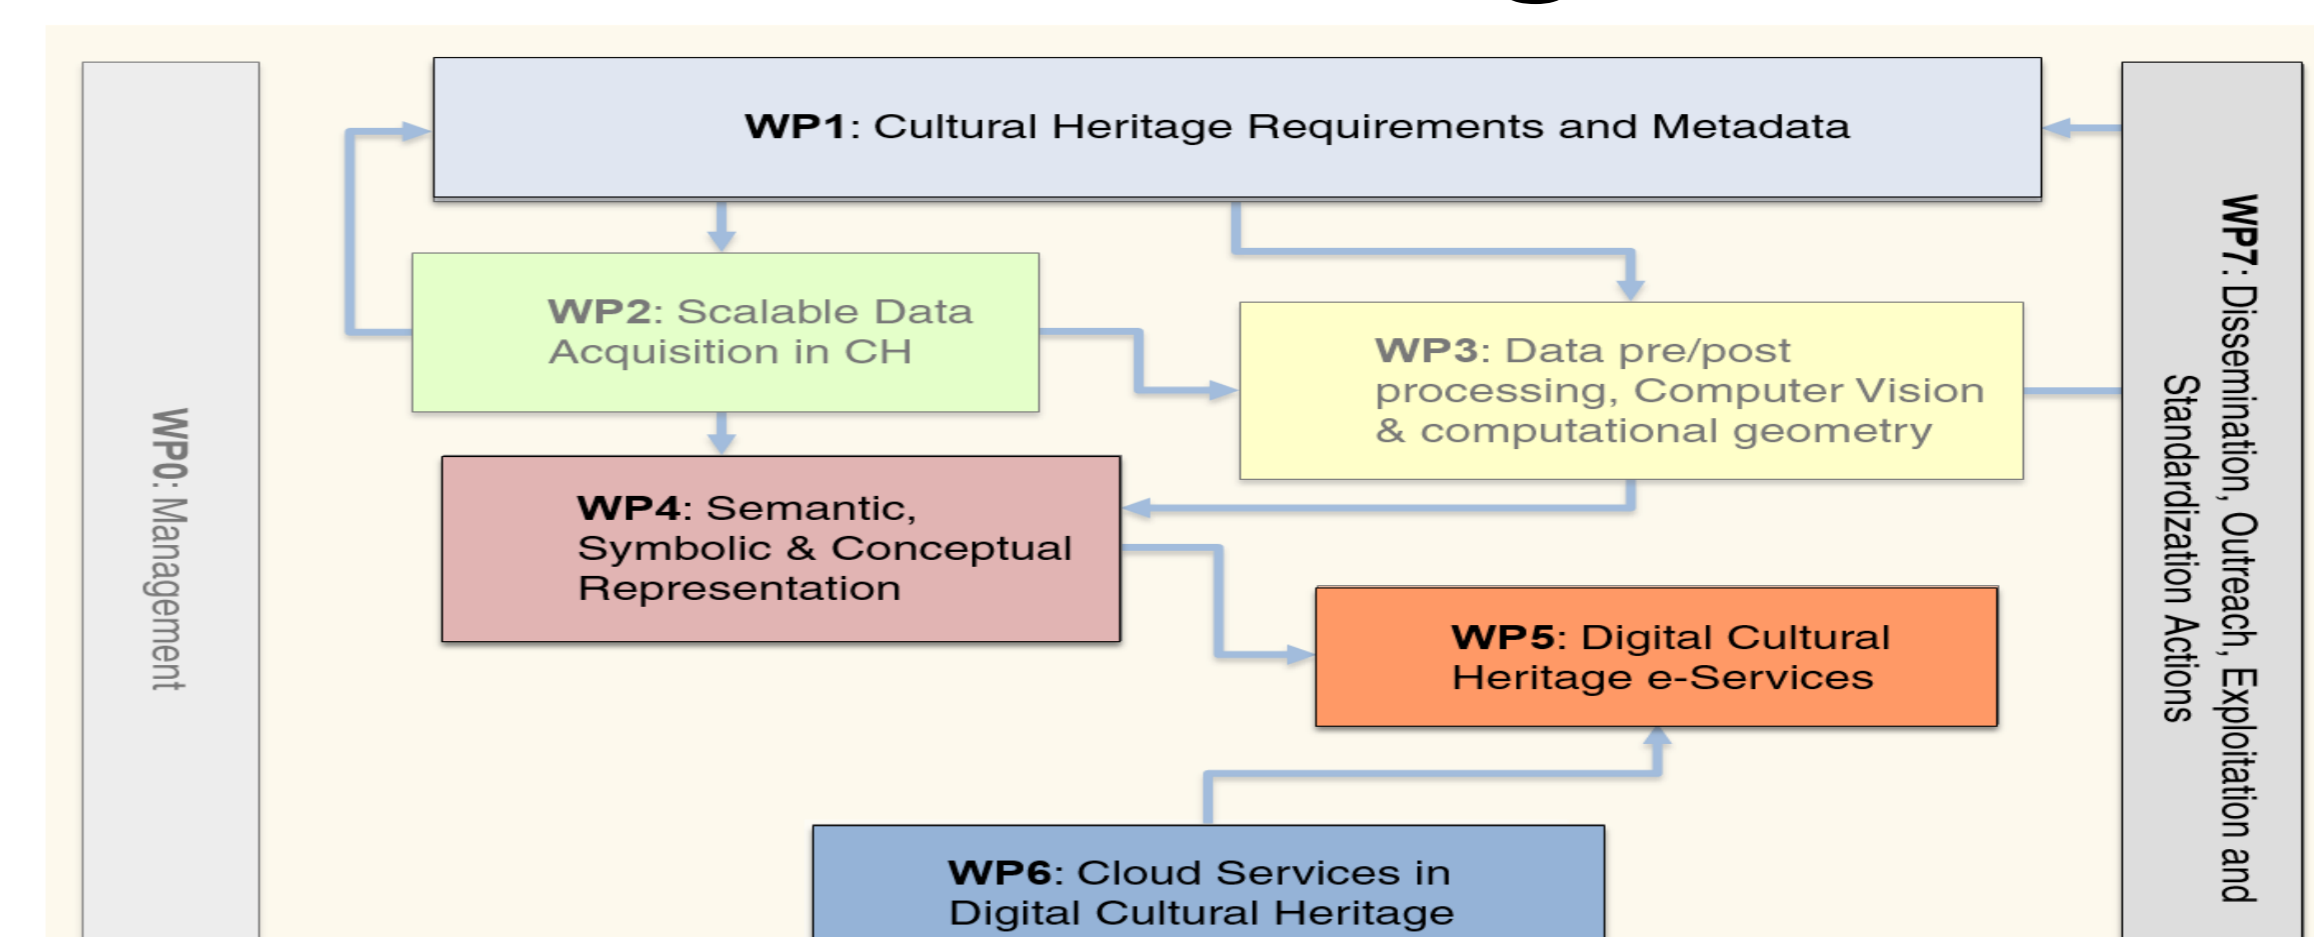 WP1: Cultural Heritage Requirements and Metadata
WP2: Scalable Data
Acquisition in CH
WP3: Data pre/post
processing, Computer Vision
& computational geometry
WP4: Semantic,
Symbolic & Conceptual
Representation
WP5: Digital Cultural
Heritage e-Services
WP6: Cloud Services in
Digital Cultural Heritage
WP0: Management
WP7: Dissemination, Outreach, Exploitation and
Standardization Actions